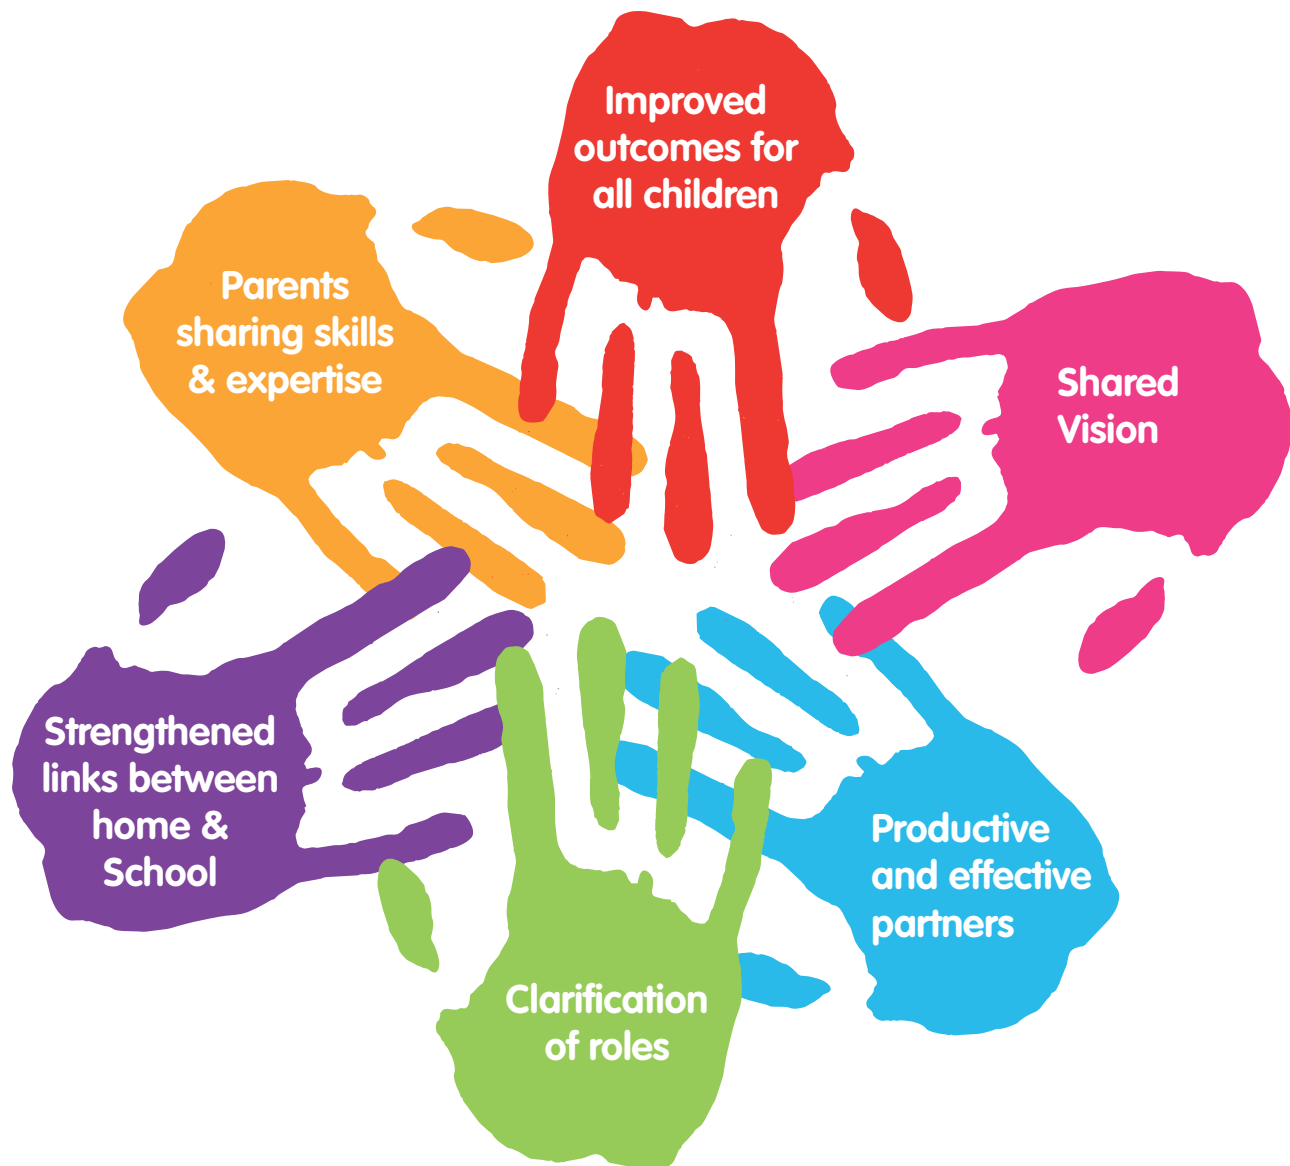 Improved
outcomes for
all children
Parents
sharing skills
& expertise
Shared
Vision
Strengthened
links between
home &
School
Productive
and effective
partners
Clarification
of roles